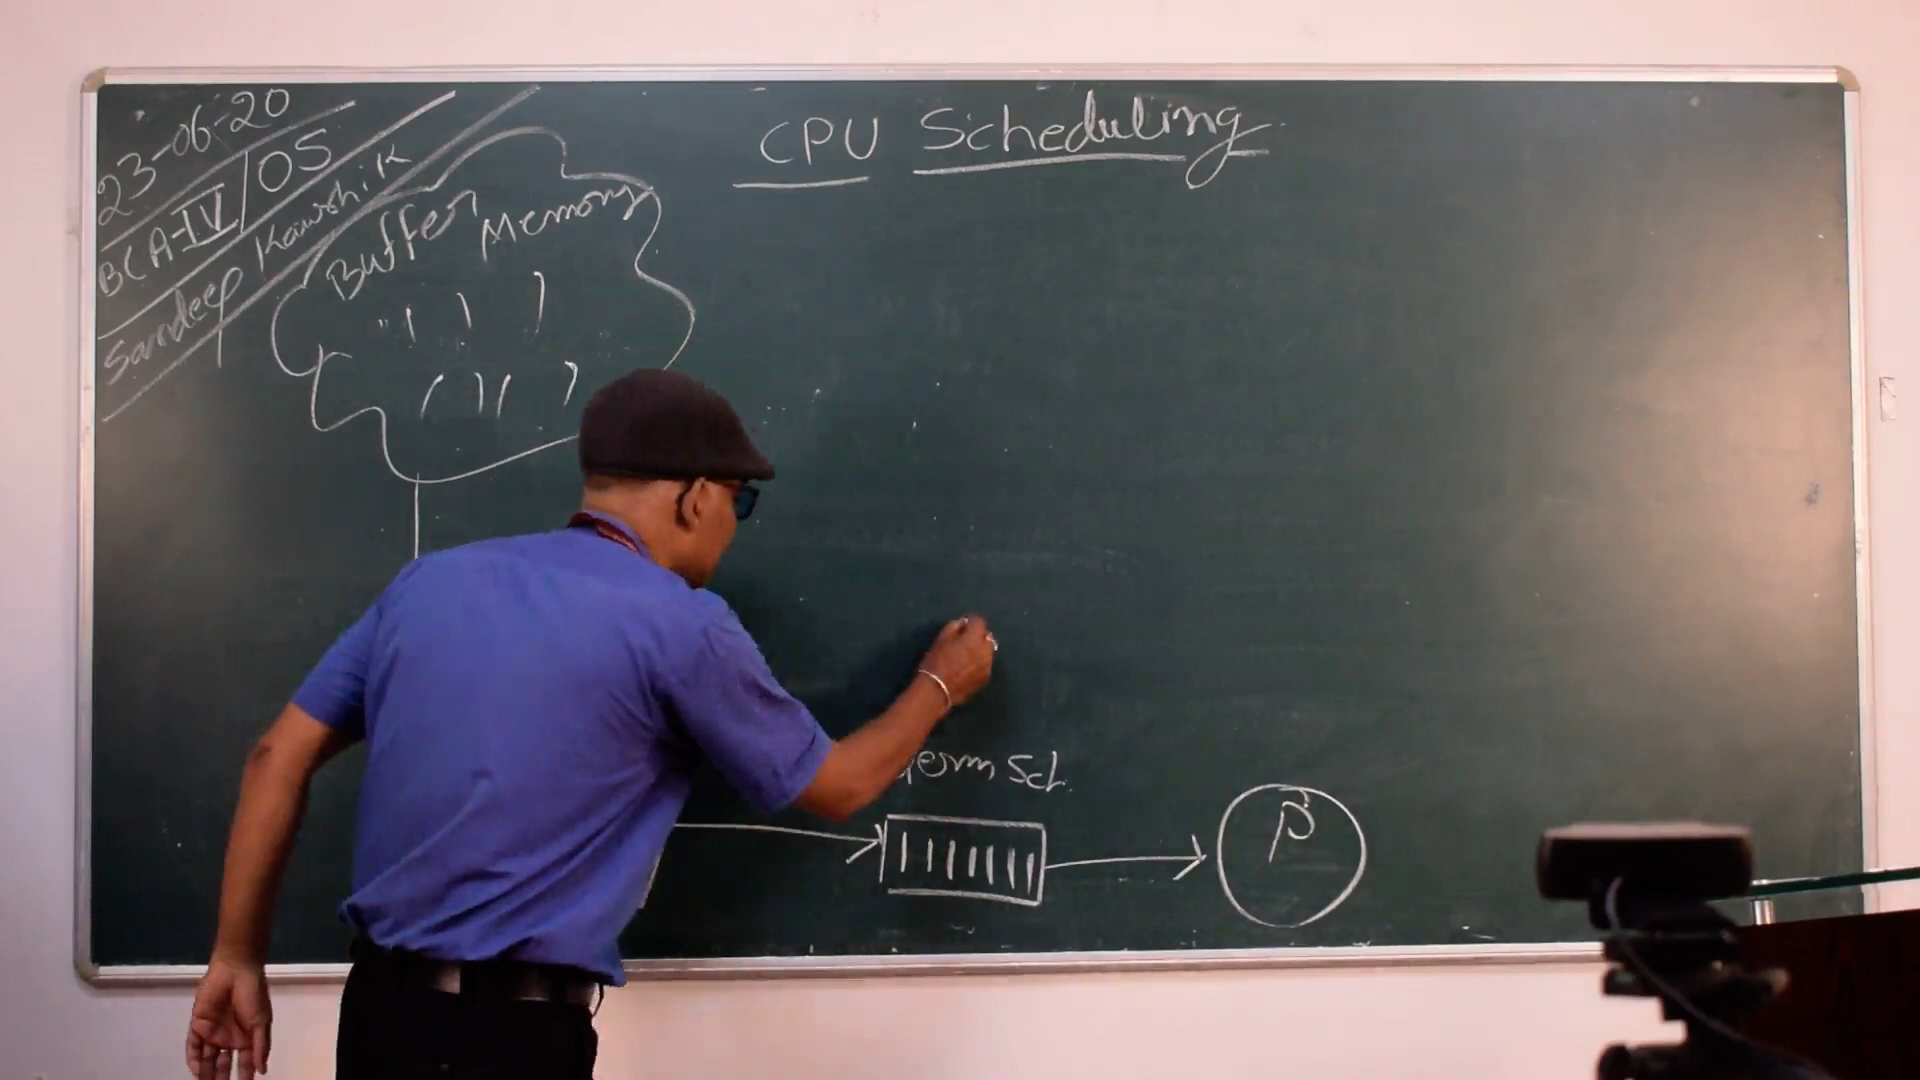 23-06-20
BCA-IV/OS
Sandeep Kaushik
CPU Scheduling
Buffer Memory
term Sch.
P